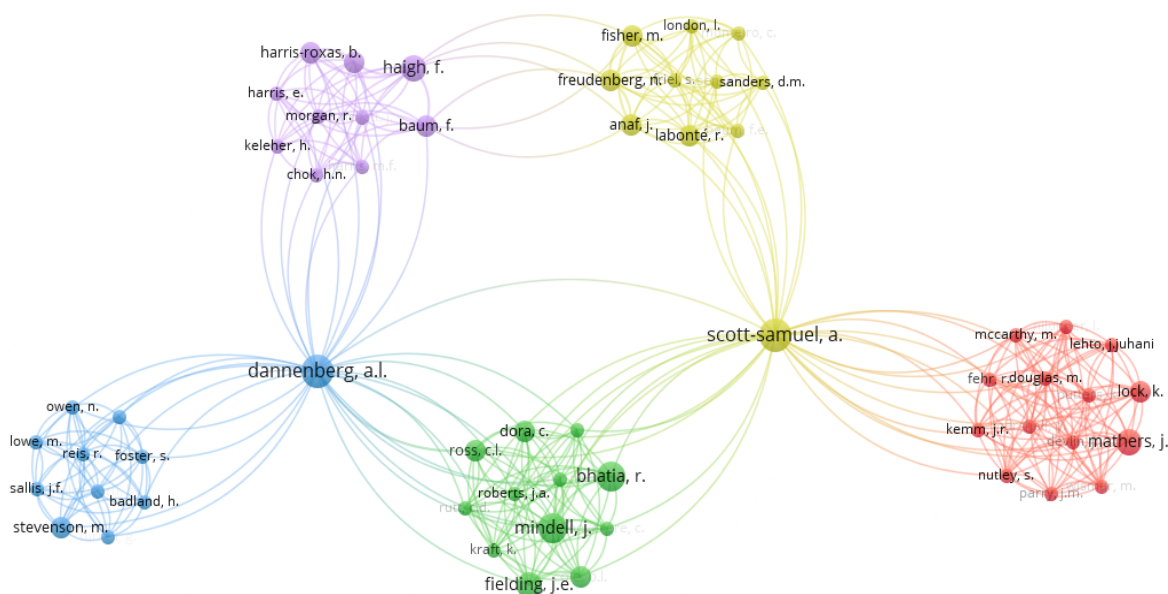 harris-roxas, b.
haigh, f.
harris, e.
morgan, r.
baum, f.
keleher, h.
chok, h.n.
london, l.
fisher, m.
freudenberg, n.
sanders, d.m.
anaf, j.
labonté, r.
scott-samuel, a.
dannenberg, a.l.
mccarthy, m.
lehto, j.juhani
fehr, r.
douglas, m.
lock, k.
kemm, j.r.
mathers, j.
nutley, s.
parry, j.m.
owen, n.
lowe, m.
reis, r.
foster, s.
sallis, j.f.
badland, h.
stevenson, m.
dora, c.
ross, c.l.
bhatia, r.
roberts, j.a.
mindell, j.
kraft, k.
fielding, j.e.